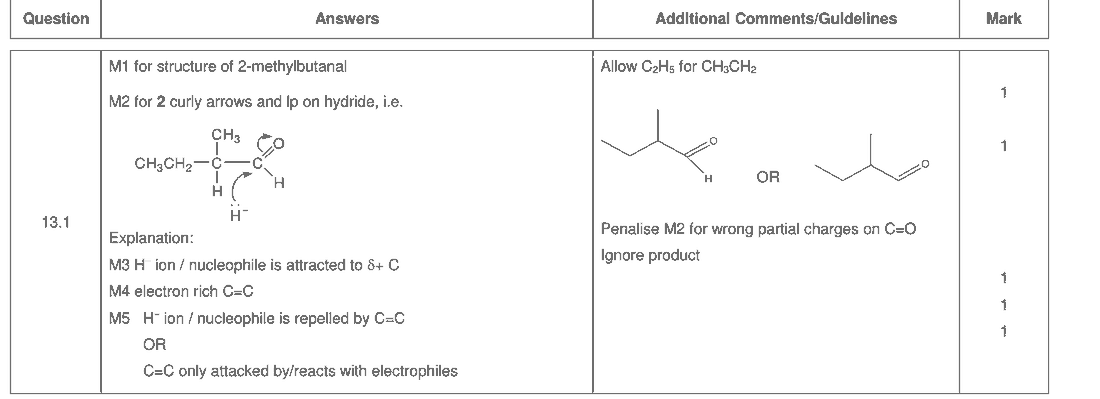 Question Answers Additional Comments/Guidelines Mark
M1 for structure of 2-methylbutanal
M2 for 2 curly arrows and lp on hydride, i.e.
CH₃
O
CH₃CH₂ C C
H H
H⁻
Explanation:
M3 H⁻ ion / nucleophile is attracted to δ+ C
M4 electron rich C=C
M5 H⁻ ion / nucleophile is repelled by C=C
OR
C=C only attacked by/reacts with electrophiles
13.1
Allow C₂H₅ for CH₃CH₂
O
H
OR
O
Penalise M2 for wrong partial charges on C=O
Ignore product
1
1
1
1
1